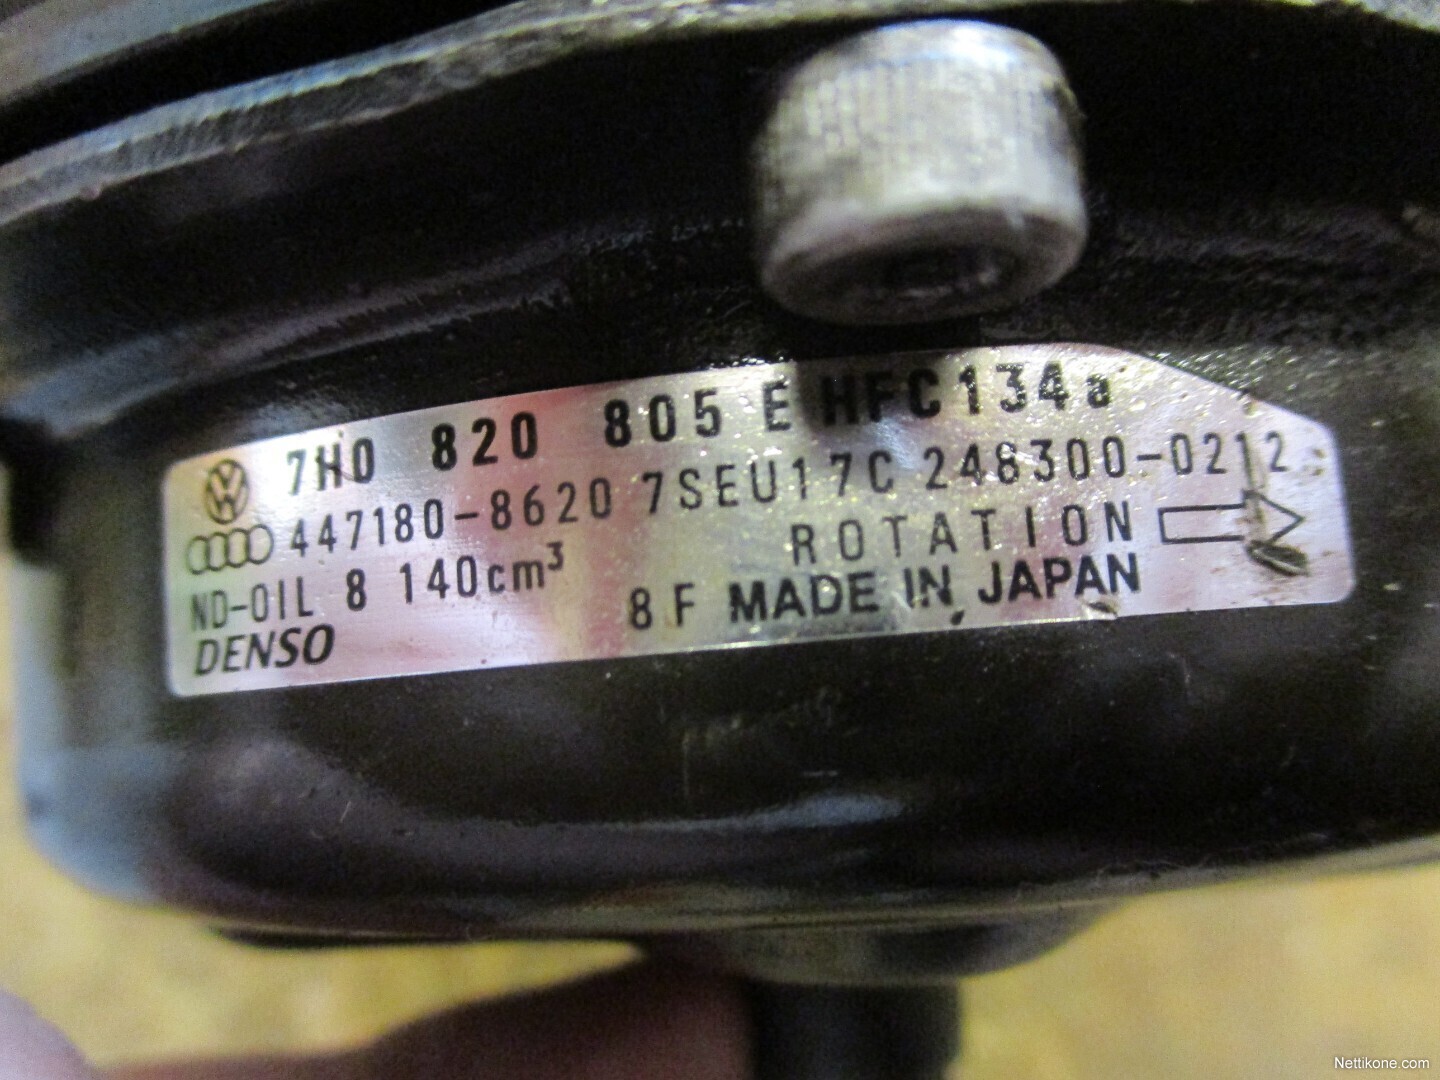 7H0 820 805 E HFC134a
447180-8620 7SEU17C 248300-0212
ND-OIL 8 140cm³ ROTATION
DENSO 8F MADE IN JAPAN
Nettikone.com